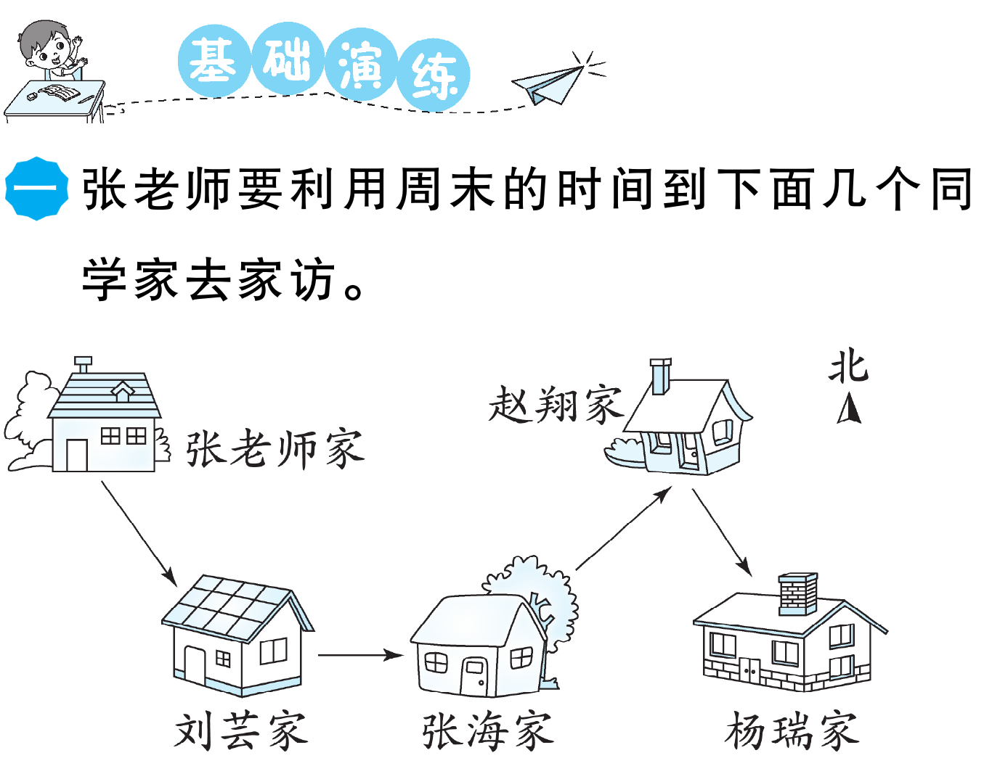 基础演练
一 张老师要利用周末的时间到下面几个同
学家去家访。
北
赵翔家
张老师家
刘芸家
张海家
杨瑞家